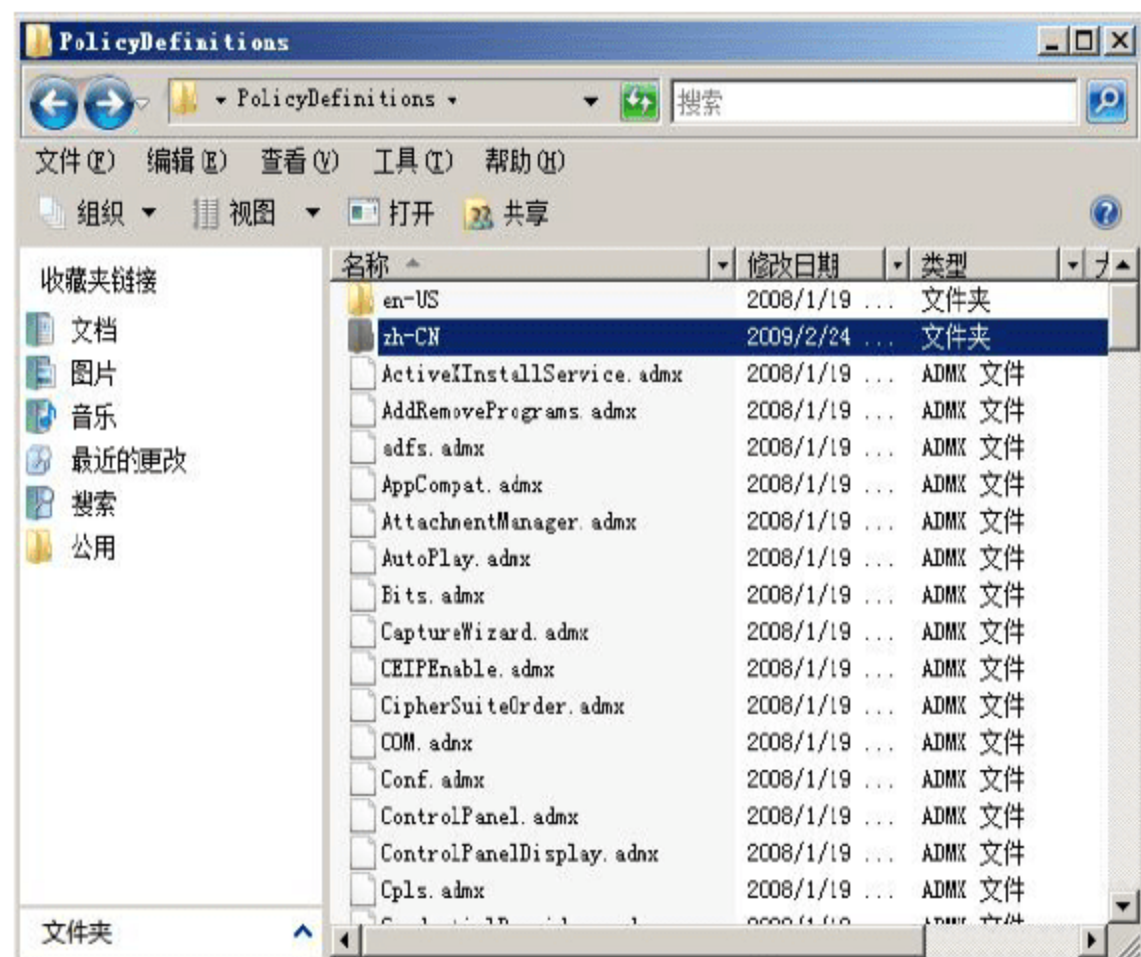 PolicyDefinitions
PolicyDefinitions
搜索
文件(F) 编辑(E) 查看(V) 工具(T) 帮助(H)
组织 视图 打开 共享
收藏夹链接
文档
图片
音乐
最近的更改
搜索
公用
文件夹
名称 修改日期 类型
en-US 2008/1/19 ... 文件夹
zh-CN 2009/2/24 ... 文件夹
ActiveXInstallService.admx 2008/1/19 ... ADMX 文件
AddRemovePrograms.admx 2008/1/19 ... ADMX 文件
adfs.admx 2008/1/19 ... ADMX 文件
AppCompat.admx 2008/1/19 ... ADMX 文件
AttachmentManager.admx 2008/1/19 ... ADMX 文件
AutoPlay.admx 2008/1/19 ... ADMX 文件
Bits.admx 2008/1/19 ... ADMX 文件
CaptureWizard.admx 2008/1/19 ... ADMX 文件
CEIPEnable.admx 2008/1/19 ... ADMX 文件
CipherSuiteOrder.admx 2008/1/19 ... ADMX 文件
COM.admx 2008/1/19 ... ADMX 文件
Conf.admx 2008/1/19 ... ADMX 文件
ControlPanel.admx 2008/1/19 ... ADMX 文件
ControlPanelDisplay.admx 2008/1/19 ... ADMX 文件
Cpls.admx 2008/1/19 ... ADMX 文件